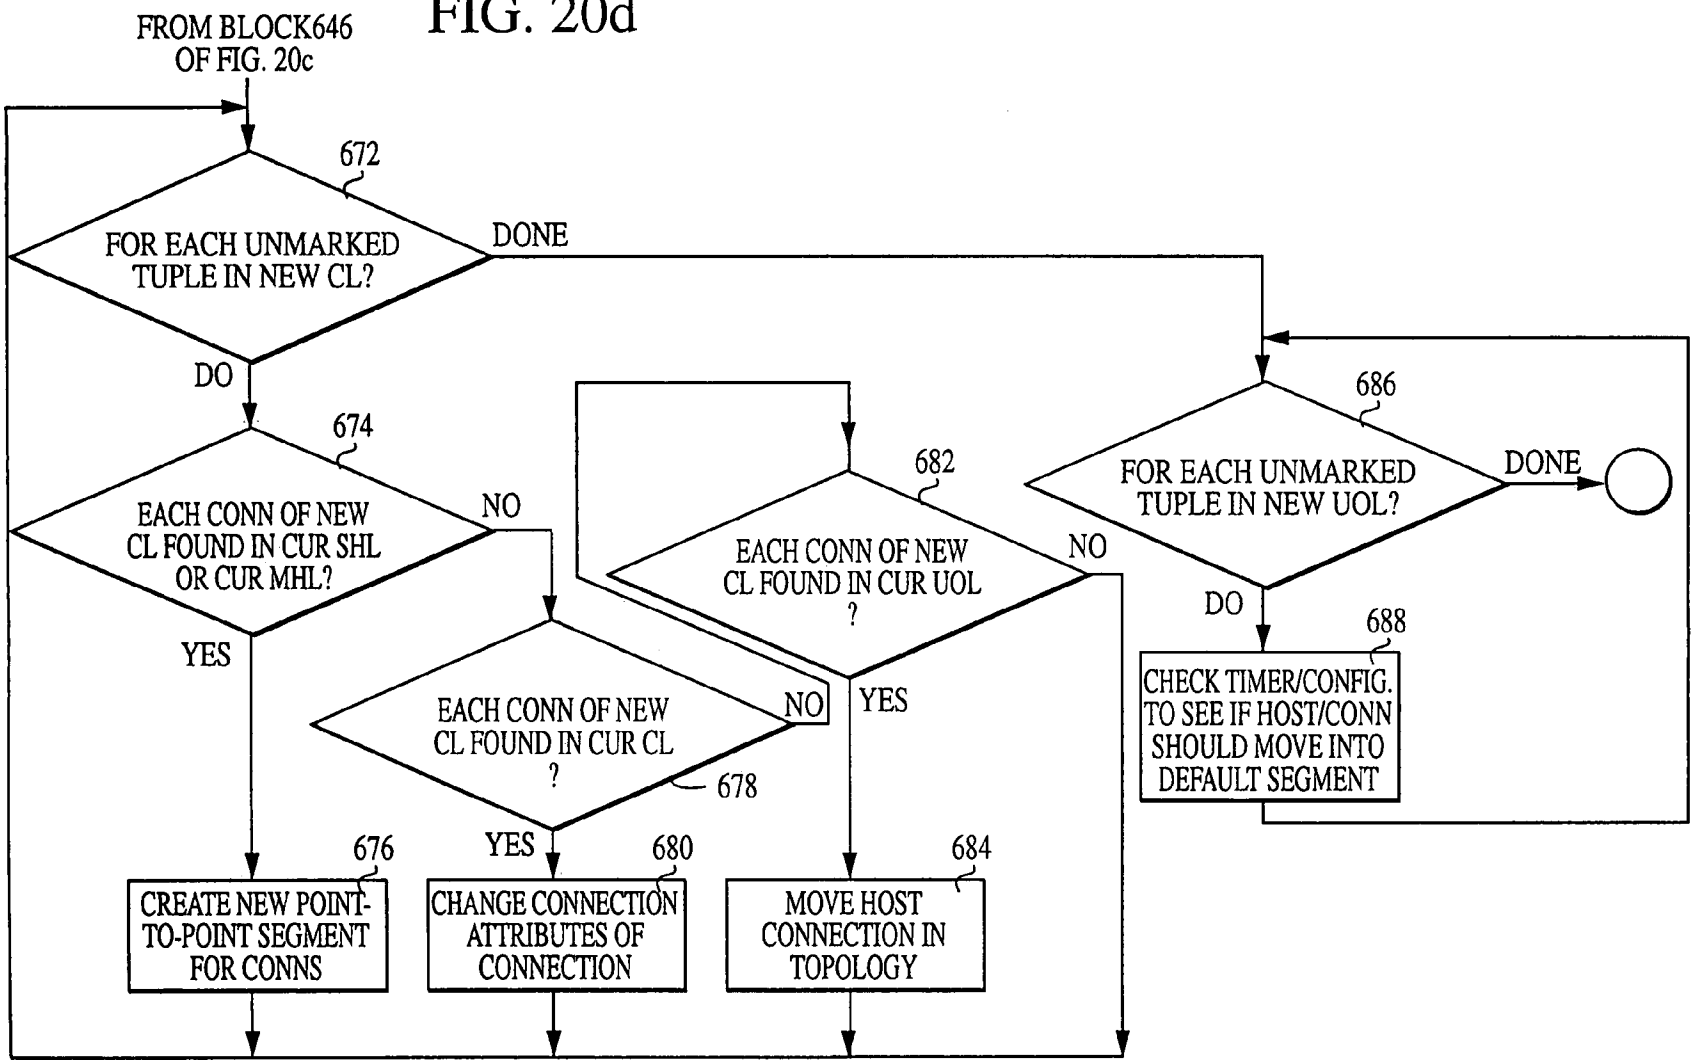 FIG. 20d
FROM BLOCK646
OF FIG. 20c
672
FOR EACH UNMARKED
TUPLE IN NEW CL?
DONE
DO
674
EACH CONN OF NEW
CL FOUND IN CUR SHL
OR CUR MHL?
NO
YES
682
EACH CONN OF NEW
CL FOUND IN CUR UOL
?
NO
YES
686
FOR EACH UNMARKED
TUPLE IN NEW UOL?
DONE
DO
688
CHECK TIMER/CONFIG.
TO SEE IF HOST/CONN
SHOULD MOVE INTO
DEFAULT SEGMENT
EACH CONN OF NEW
CL FOUND IN CUR CL
?
NO
678
YES
676
CREATE NEW POINT-
TO-POINT SEGMENT
FOR CONNS
680
CHANGE CONNECTION
ATTRIBUTES OF
CONNECTION
684
MOVE HOST
CONNECTION IN
TOPOLOGY